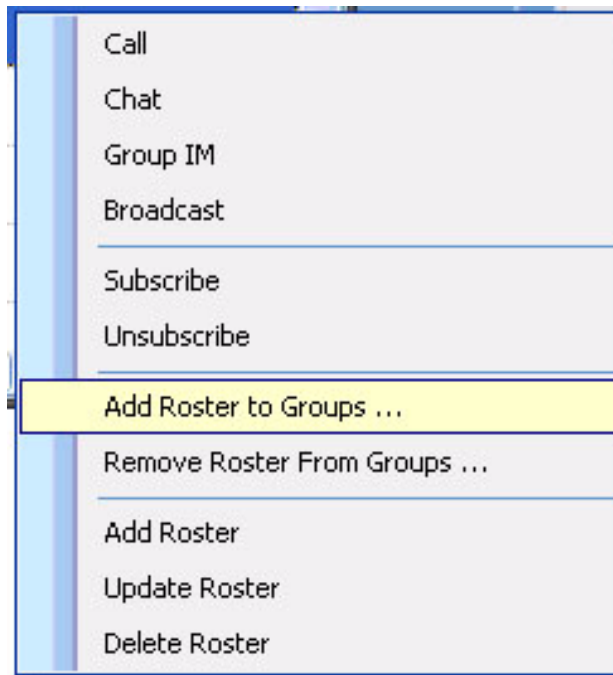 Call
Chat
Group IM
Broadcast
Subscribe
Unsubscribe
Add Roster to Groups ...
Remove Roster From Groups ...
Add Roster
Update Roster
Delete Roster